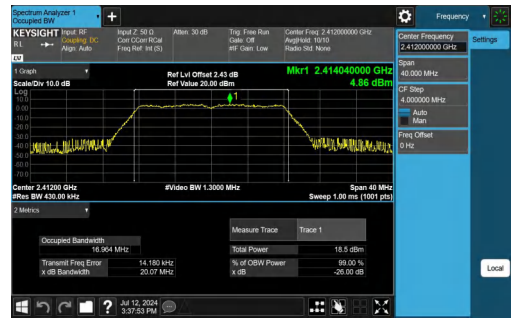 Spectrum Analyzer 1
Occupied BW
Frequency
KEYSIGHT
Input: RF
Coupling: DC
Align: Auto
Input Z: 50 Ω
Corr CCorr RCal
Freq Ref: Int (S)
Atten: 30 dB
Trig: Free Run
Gate: Off
#IF Gain: Low
Center Freq: 2.412000000 GHz
Avg|Hold: 10/10
Radio Std: None
RL
LV
Center Frequency
2.412000000 GHz
Settings
Span
40.000 MHz
CF Step
4.000000 MHz
Auto
Man
Freq Offset
0 Hz
1 Graph
Scale/Div 10.0 dB
Ref Lvl Offset 2.43 dB
Ref Value 20.00 dBm
Mkr1 2.414040000 GHz
4.86 dBm
Log
10.0
0.00
-10.0
-20.0
-30.0
-40.0
-50.0
-60.0
-70.0
1
Center 2.41200 GHz
#Res BW 430.00 kHz
#Video BW 1.3000 MHz
Span 40 MHz
Sweep 1.00 ms (1001 pts)
2 Metrics
Measure Trace Trace 1
Occupied Bandwidth
16.964 MHz
Total Power 18.5 dBm
Transmit Freq Error 14.180 kHz
% of OBW Power 99.00 %
x dB Bandwidth 20.07 MHz
x dB -26.00 dB
Local
?
Jul 12, 2024
3:37:53 PM